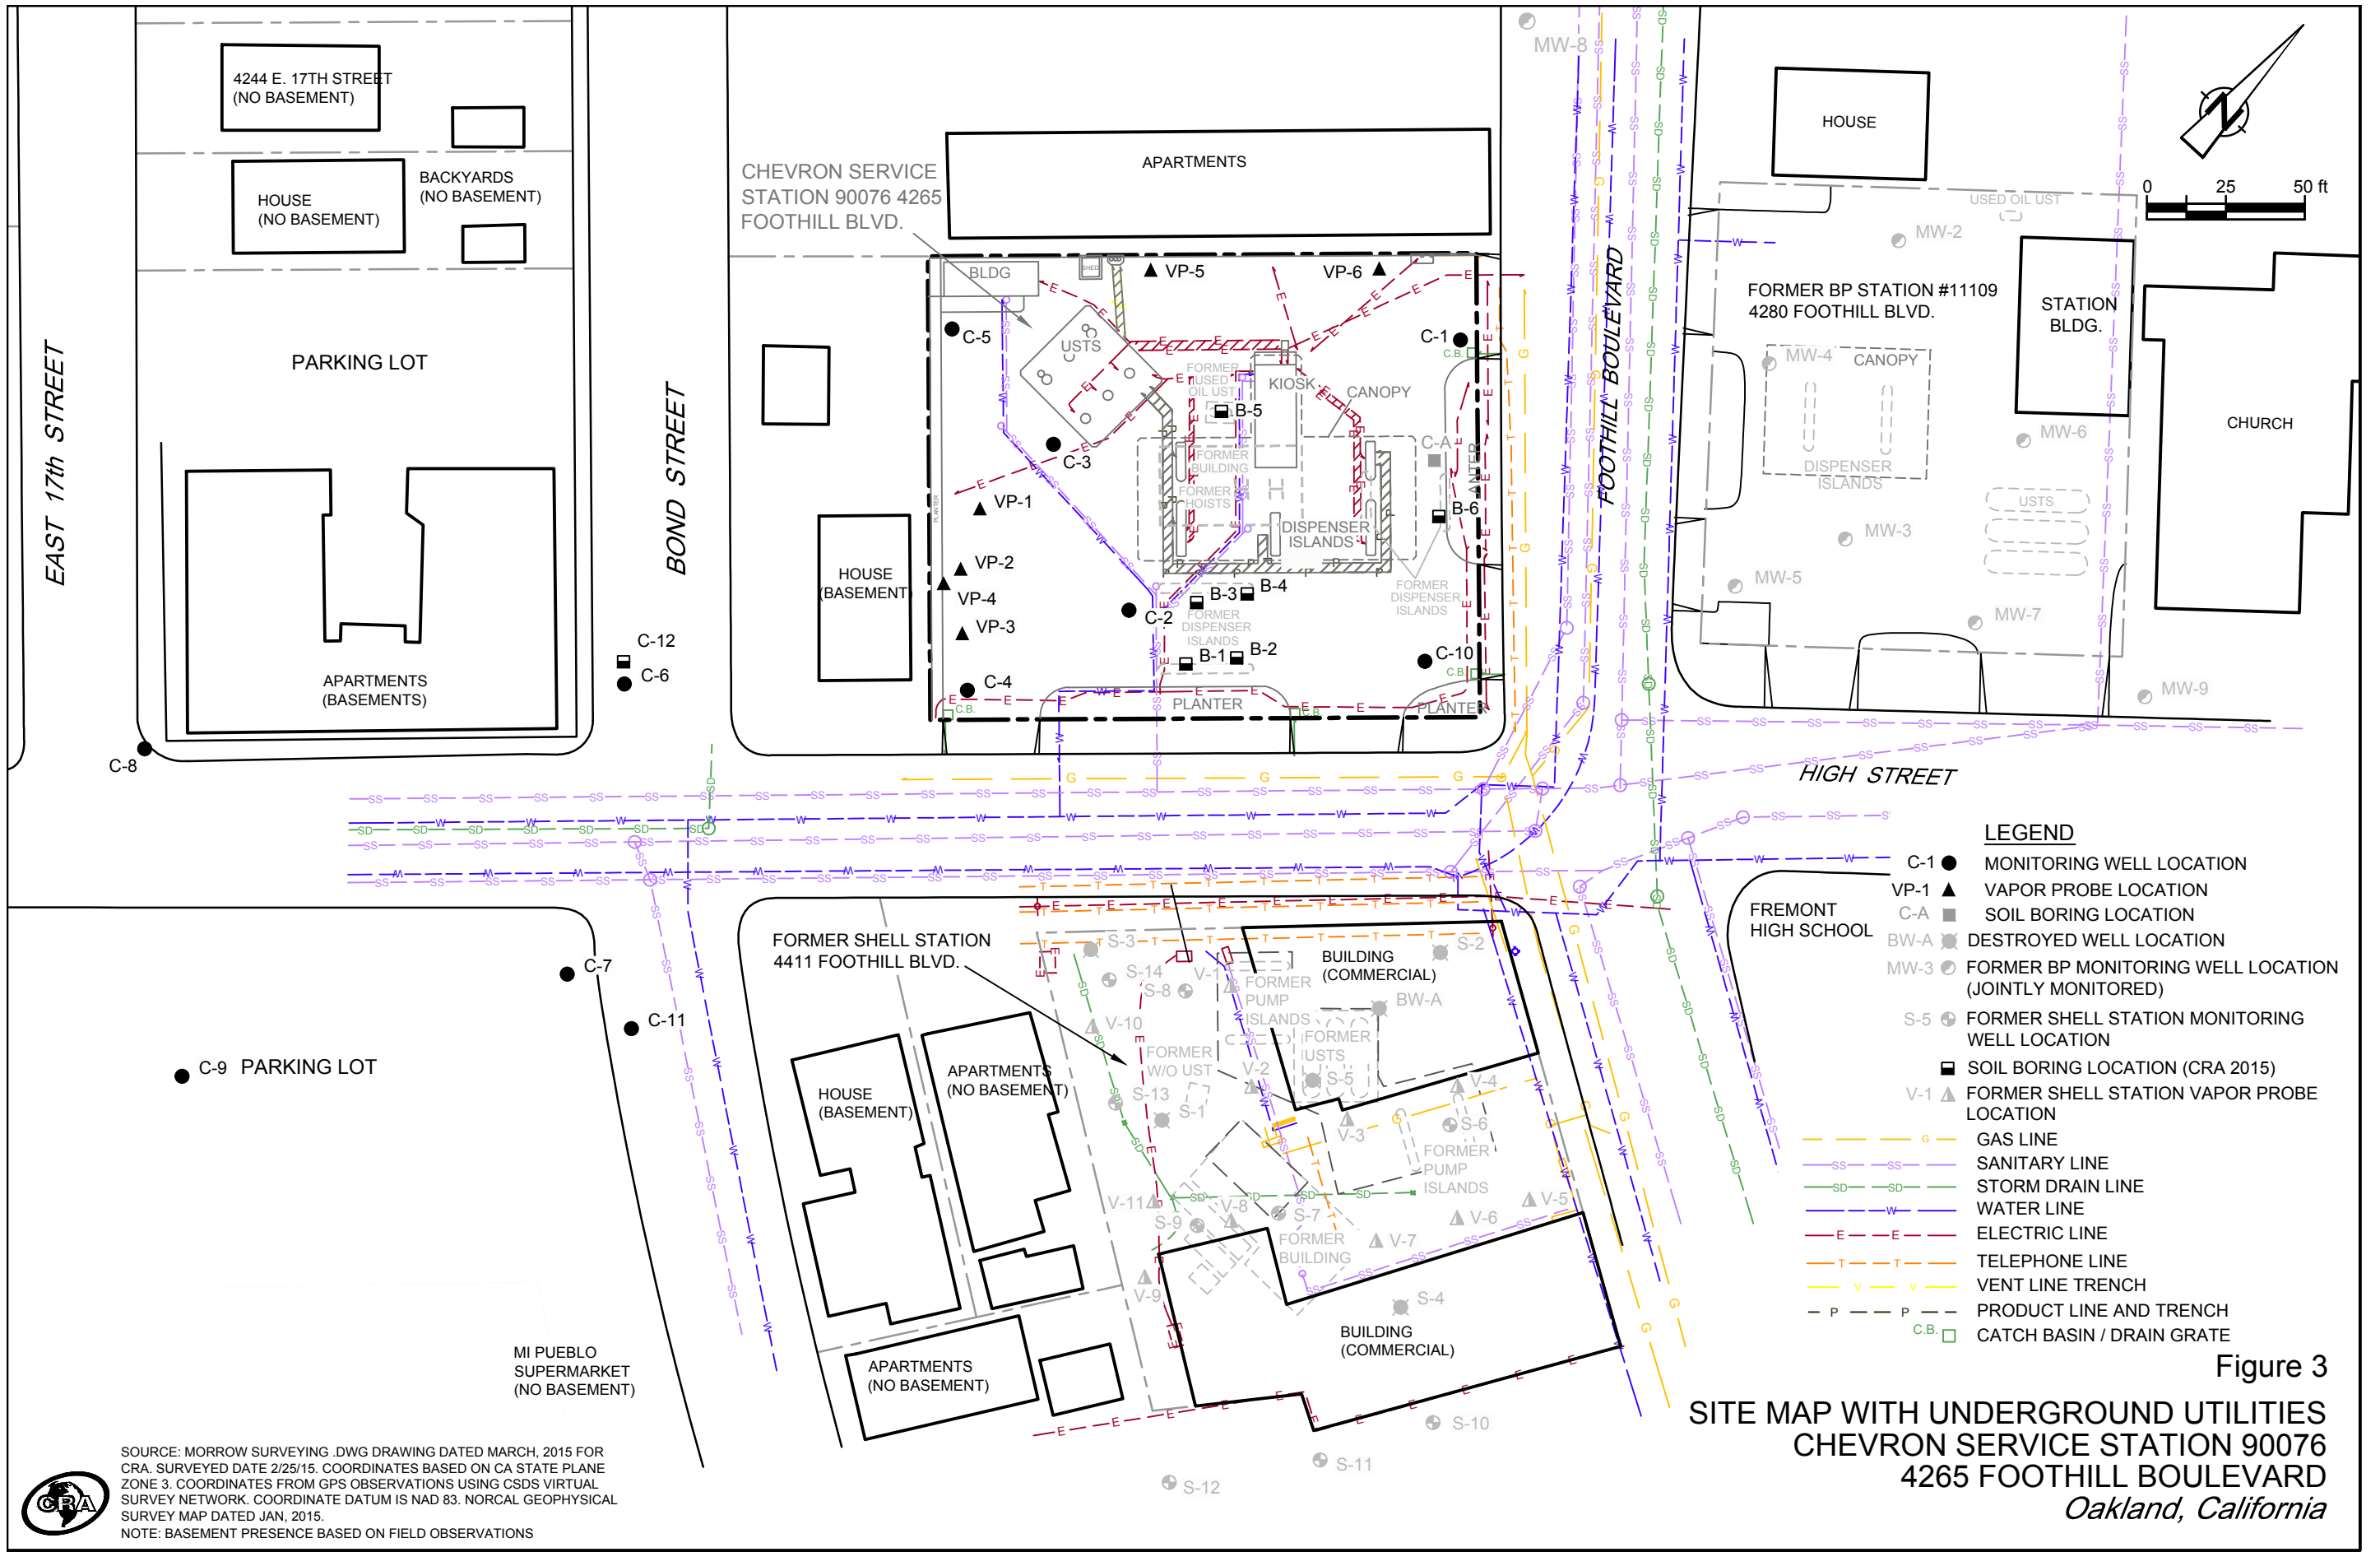 MW-8
4244 E. 17TH STREET
(NO BASEMENT)
HOUSE
(NO BASEMENT)
BACKYARDS
(NO BASEMENT)
PARKING LOT
EAST 17th STREET
BOND STREET
APARTMENTS
(BASEMENTS)
C-8
C-12
C-6
CHEVRON SERVICE
STATION 90076 4265
FOOTHILL BLVD.
APARTMENTS
BLDG
SHED
VP-5
VP-6
C-5
USTS
C-1
C.B.
FORMER
USED
OIL UST
KIOSK
CANOPY
B-5
C-A
C-3
FORMER
BUILDING
FORMER
HOISTS
VP-1
PLANTER
B-6
DISPENSER
ISLANDS
HOUSE
(BASEMENT)
VP-2
VP-4
VP-3
C-2
B-3
B-4
FORMER
DISPENSER
ISLANDS
FORMER
DISPENSER
ISLANDS
B-1
B-2
C-10
C.B.
C-4
C.B.
PLANTER
C.B.
PLANTER
FOOTHILL BOULEVARD
HOUSE
0 25 50 ft
USED OIL UST
MW-2
FORMER BP STATION #11109
4280 FOOTHILL BLVD.
STATION
BLDG.
MW-4
CANOPY
MW-6
CHURCH
DISPENSER
ISLANDS
USTS
MW-3
MW-5
MW-7
MW-9
HIGH STREET
FREMONT
HIGH SCHOOL
C-7
C-11
C-9
PARKING LOT
MI PUEBLO
SUPERMARKET
(NO BASEMENT)
FORMER SHELL STATION
4411 FOOTHILL BLVD.
S-3
S-14
S-8
V-1
FORMER
PUMP
ISLANDS
BUILDING
(COMMERCIAL)
S-2
BW-A
V-10
FORMER
W/O UST
FORMER
USTS
V-2
S-5
V-4
HOUSE
(BASEMENT)
APARTMENTS
(NO BASEMENT)
S-13
S-1
V-3
S-6
FORMER
PUMP
ISLANDS
V-11
S-9
V-8
S-7
V-6
V-5
FORMER
BUILDING
V-7
V-9
S-4
BUILDING
(COMMERCIAL)
APARTMENTS
(NO BASEMENT)
S-10
S-11
S-12
LEGEND
C-1 MONITORING WELL LOCATION
VP-1 VAPOR PROBE LOCATION
C-A SOIL BORING LOCATION
BW-A DESTROYED WELL LOCATION
MW-3 FORMER BP MONITORING WELL LOCATION
(JOINTLY MONITORED)
S-5 FORMER SHELL STATION MONITORING
WELL LOCATION
SOIL BORING LOCATION (CRA 2015)
V-1 FORMER SHELL STATION VAPOR PROBE
LOCATION
G GAS LINE
SS SS SANITARY LINE
SD SD STORM DRAIN LINE
W WATER LINE
E E ELECTRIC LINE
T T TELEPHONE LINE
V V VENT LINE TRENCH
P P PRODUCT LINE AND TRENCH
C.B. CATCH BASIN / DRAIN GRATE
Figure 3
SITE MAP WITH UNDERGROUND UTILITIES
CHEVRON SERVICE STATION 90076
4265 FOOTHILL BOULEVARD
Oakland, California
CRA
SOURCE: MORROW SURVEYING .DWG DRAWING DATED MARCH, 2015 FOR
CRA. SURVEYED DATE 2/25/15. COORDINATES BASED ON CA STATE PLANE
ZONE 3. COORDINATES FROM GPS OBSERVATIONS USING CSDS VIRTUAL
SURVEY NETWORK. COORDINATE DATUM IS NAD 83. NORCAL GEOPHYSICAL
SURVEY MAP DATED JAN, 2015.
NOTE: BASEMENT PRESENCE BASED ON FIELD OBSERVATIONS